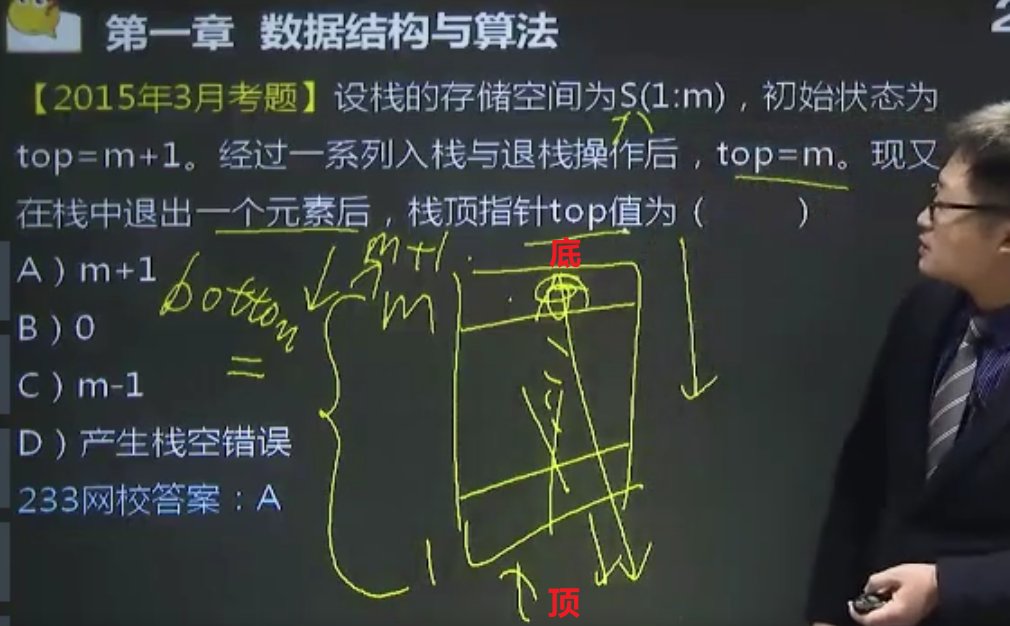 第一章 数据结构与算法
2
【2015年3月考题】设栈的存储空间为S(1:m)，初始状态为
top=m+1。经过一系列入栈与退栈操作后，top=m。现又
在栈中退出一个元素后，栈顶指针top值为（ ）
A）m+1
B）0
C）m-1
D）产生栈空错误
233网校答案：A
底
m+1
bottom
m
=
1
顶